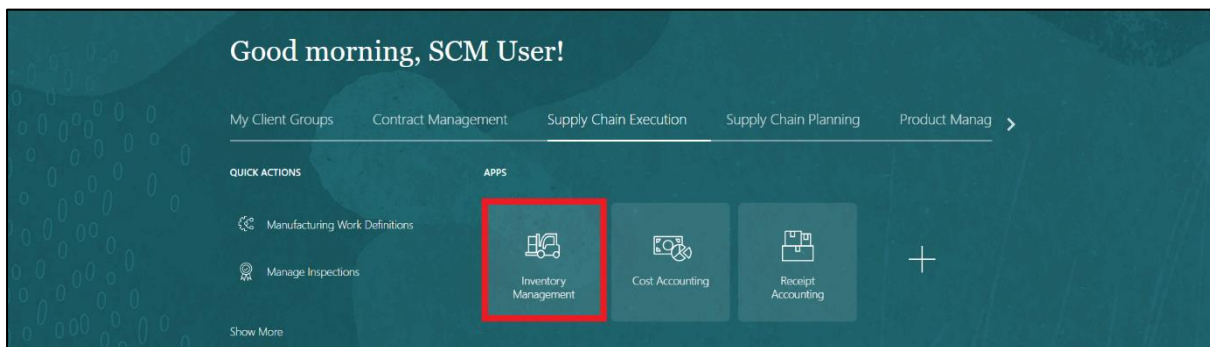 Good morning, SCM User!
My Client Groups Contract Management Supply Chain Execution Supply Chain Planning Product Manag
QUICK ACTIONS
APPS
Manufacturing Work Definitions
Manage Inspections
Show More
Inventory
Management
Cost Accounting
Receipt
Accounting